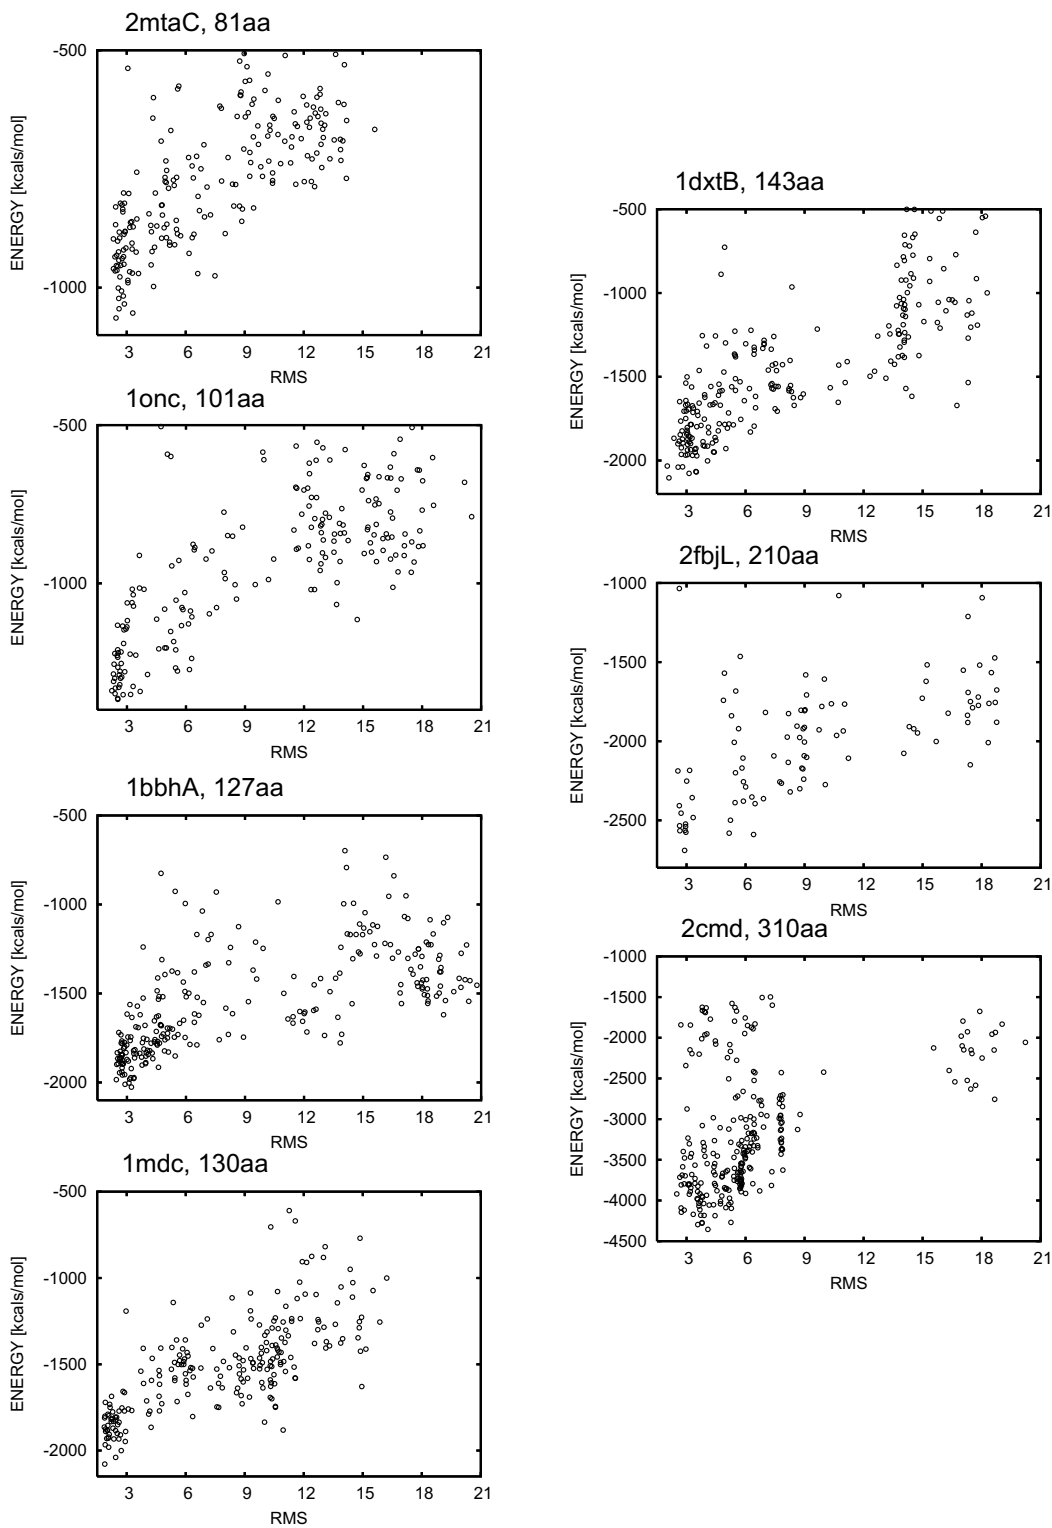 2mtaC, 81aa
-500
-1000
ENERGY [kcals/mol]
3 6 9 12 15 18 21
RMS
1onc, 101aa
-500
-1000
ENERGY [kcals/mol]
3 6 9 12 15 18 21
RMS
1bbhA, 127aa
-500
-1000
-1500
-2000
ENERGY [kcals/mol]
3 6 9 12 15 18 21
RMS
1mdc, 130aa
-500
-1000
-1500
-2000
ENERGY [kcals/mol]
3 6 9 12 15 18 21
RMS
1dxtB, 143aa
-500
-1000
-1500
-2000
ENERGY [kcals/mol]
3 6 9 12 15 18 21
RMS
2fbjL, 210aa
-1000
-1500
-2000
-2500
ENERGY [kcals/mol]
3 6 9 12 15 18 21
RMS
2cmd, 310aa
-1000
-1500
-2000
-2500
-3000
-3500
-4000
-4500
ENERGY [kcals/mol]
3 6 9 12 15 18 21
RMS